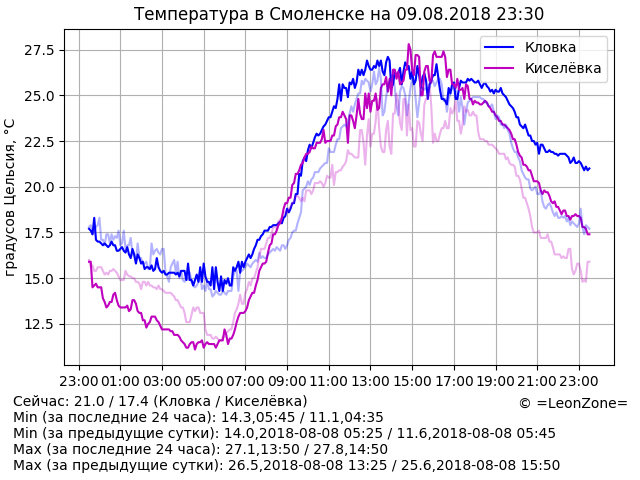 Температура в Смоленске на 09.08.2018 23:30
градусов Цельсия, °C
27.5
25.0
22.5
20.0
17.5
15.0
12.5
Кловка
Киселёвка
23:00 01:00 03:00 05:00 07:00 09:00 11:00 13:00 15:00 17:00 19:00 21:00 23:00
Сейчас: 21.0 / 17.4 (Кловка / Киселёвка)
© =LeonZone=
Min (за последние 24 часа): 14.3,05:45 / 11.1,04:35
Min (за предыдущие сутки): 14.0,2018-08-08 05:25 / 11.6,2018-08-08 05:45
Max (за последние 24 часа): 27.1,13:50 / 27.8,14:50
Max (за предыдущие сутки): 26.5,2018-08-08 13:25 / 25.6,2018-08-08 15:50